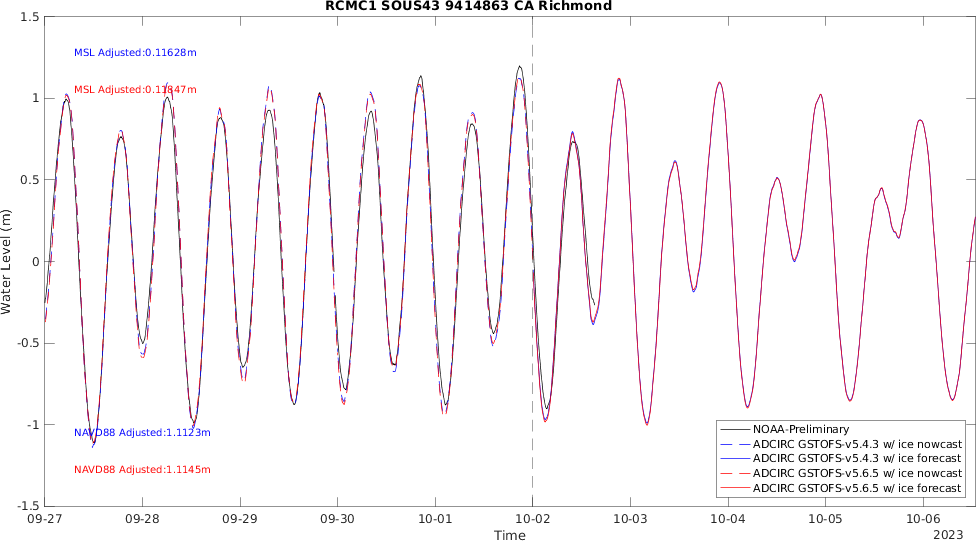 RCMC1 SOUS43 9414863 CA Richmond
1.5
MSL Adjusted:0.11628m
MSL Adjusted:0.11847m
1
0.5
Water Level (m)
0
-0.5
-1
NAVD88 Adjusted:1.1123m
NAVD88 Adjusted:1.1145m
-1.5
NOAA-Preliminary
ADCIRC GSTOFS-v5.4.3 w/ ice nowcast
ADCIRC GSTOFS-v5.4.3 w/ ice forecast
ADCIRC GSTOFS-v5.6.5 w/ ice nowcast
ADCIRC GSTOFS-v5.6.5 w/ ice forecast
09-27 09-28 09-29 09-30 10-01 10-02 10-03 10-04 10-05 10-06
Time
2023